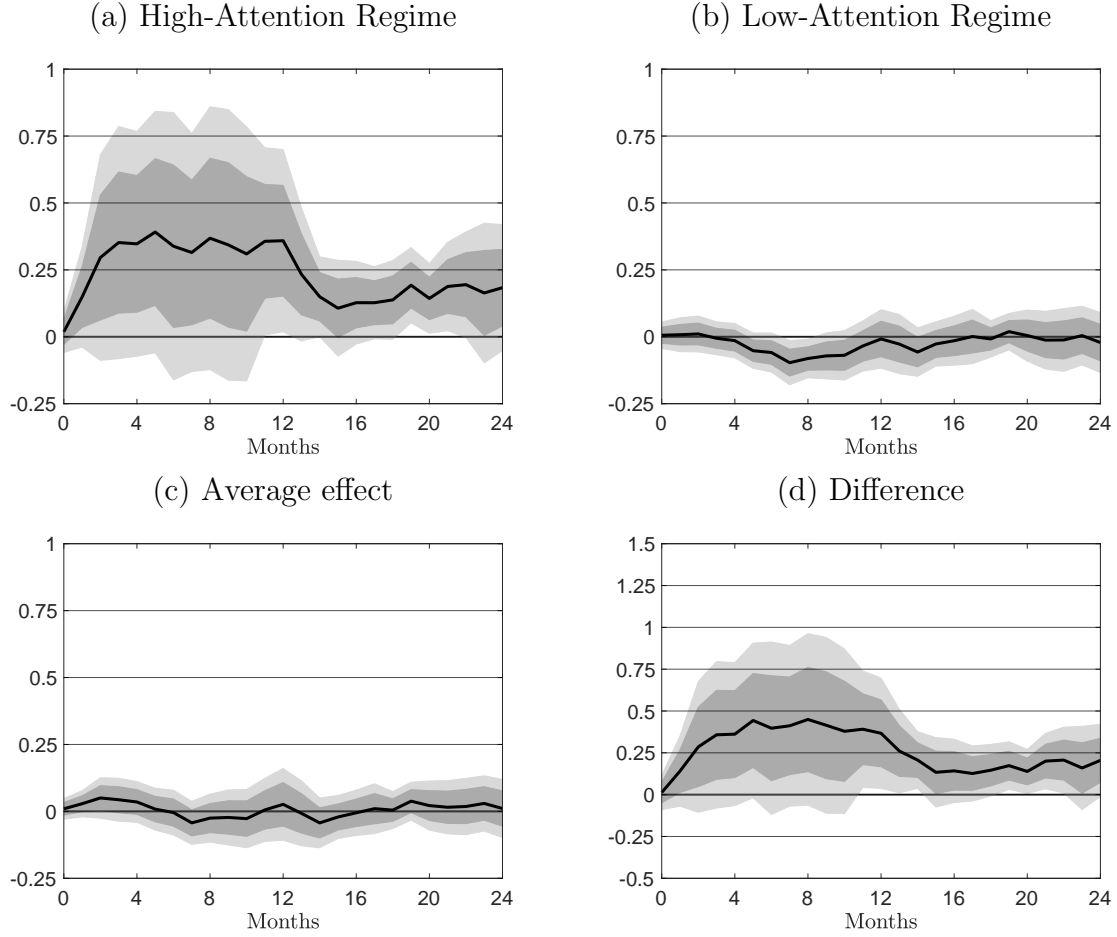 (a) High-Attention Regime
1
0.75
0.5
0.25
0
-0.25
0 4 8 12 16 20 24
Months
(b) Low-Attention Regime
1
0.75
0.5
0.25
0
-0.25
0 4 8 12 16 20 24
Months
(c) Average effect
1
0.75
0.5
0.25
0
-0.25
0 4 8 12 16 20 24
Months
(d) Difference
1.5
1.25
1
0.75
0.5
0.25
0
-0.25
-0.5
0 4 8 12 16 20 24
Months